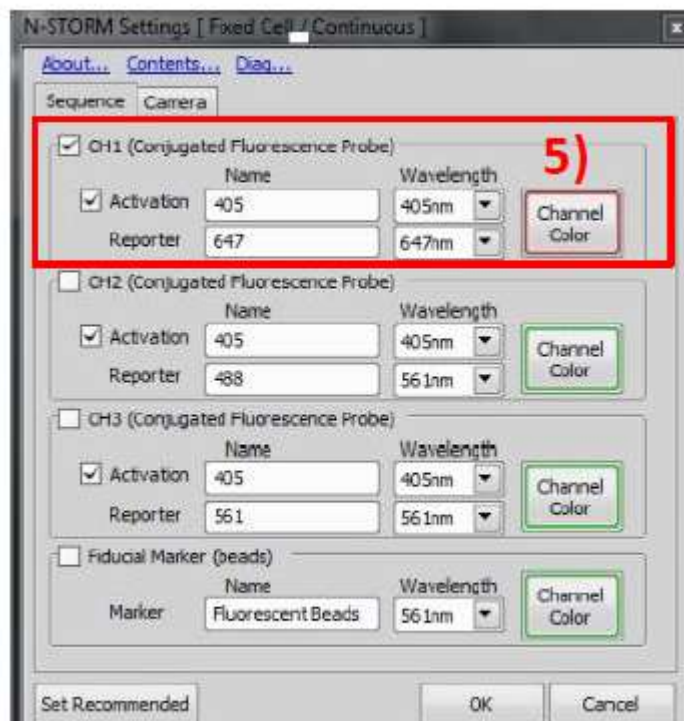 N-STORM Settings [ Fixed Cell / Continuous ]
x
About... Contents... Diag...
Sequence Camera
CH1 (Conjugated Fluorescence Probe)
5)
Name Wavelength
Activation 405 405nm
Channel Color
Reporter 647 647nm
CH2 (Conjugated Fluorescence Probe)
Name Wavelength
Activation 405 405nm
Channel Color
Reporter 488 561nm
CH3 (Conjugated Fluorescence Probe)
Name Wavelength
Activation 405 405nm
Channel Color
Reporter 561 561nm
Fiducial Marker (beads)
Name Wavelength
Channel Color
Marker Fluorescent Beads 561nm
Set Recommended OK Cancel